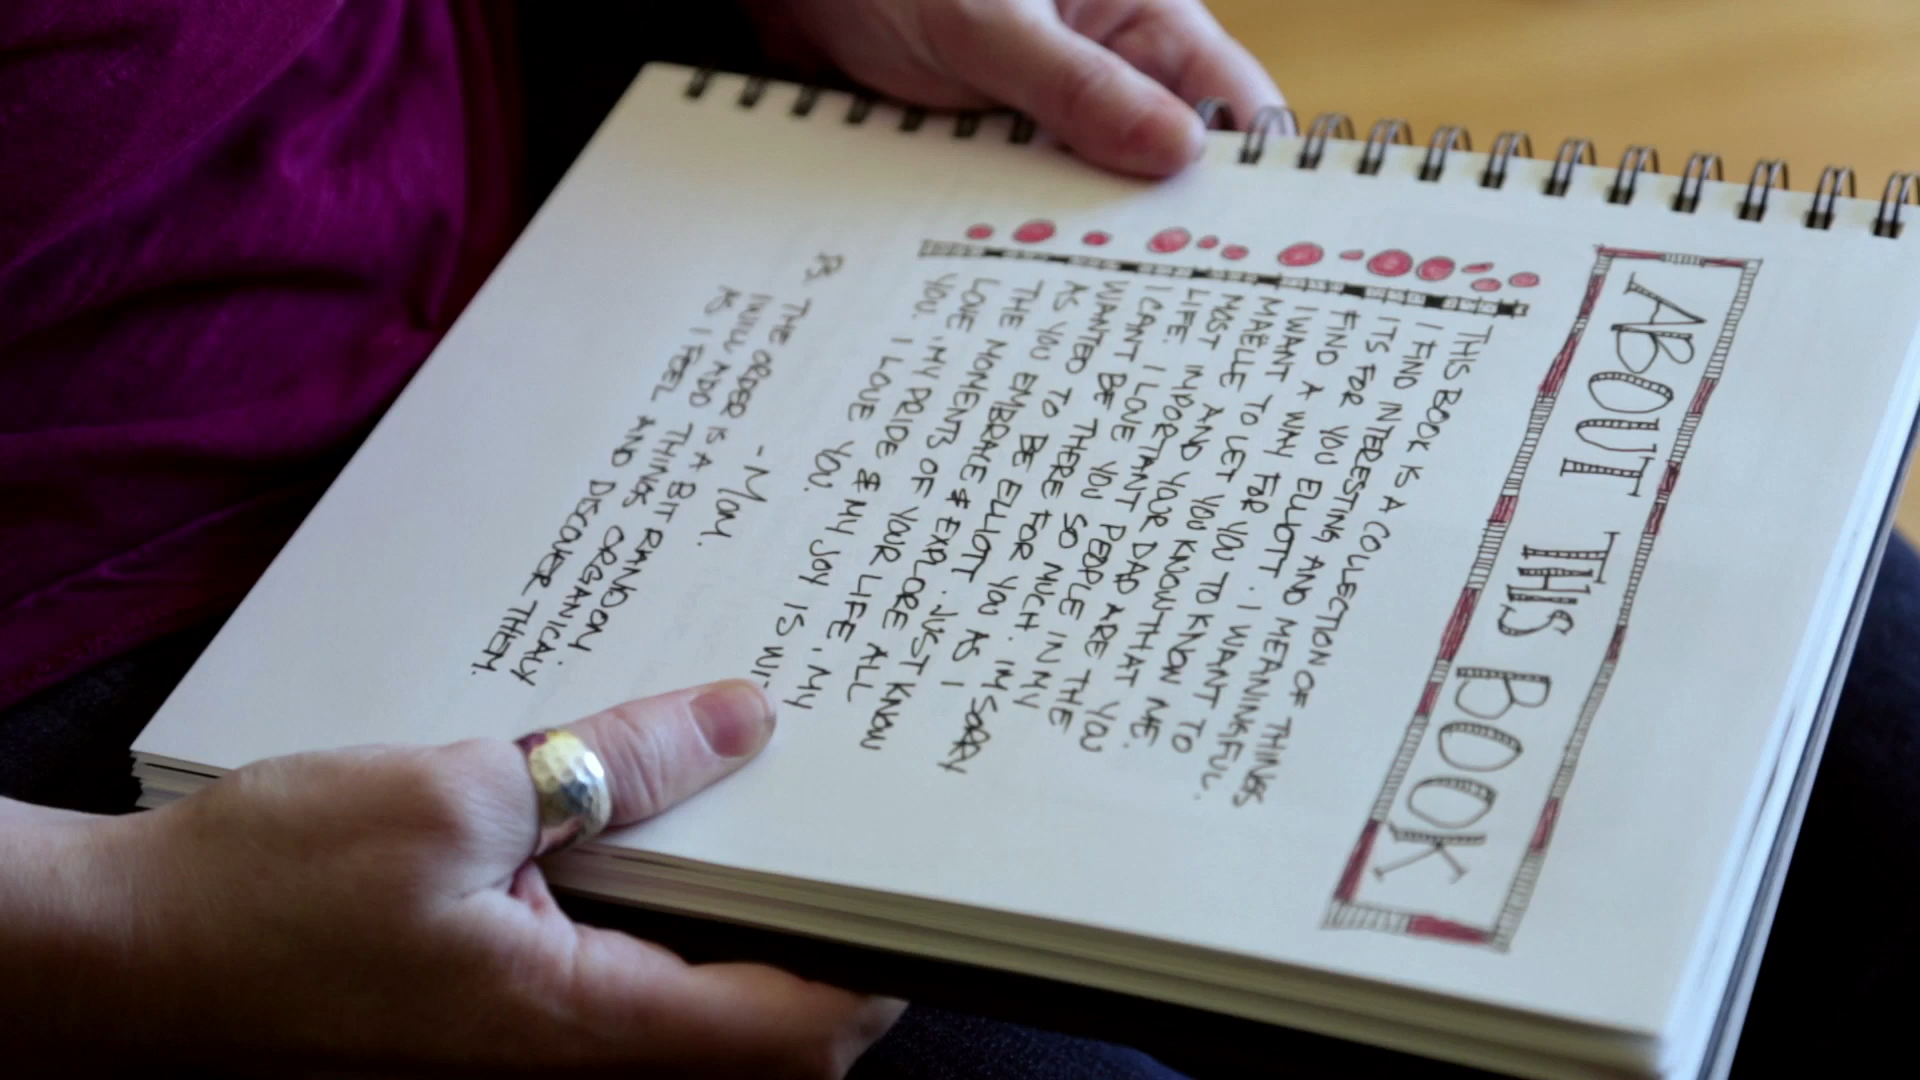 ABOUT THIS BOOK
THIS BOOK IS A COLLECTION OF THINGS
I FIND INTERESTING AND MEANINGFUL.
ITS FOR YOU ELLIOTT. I WANT TO
FIND A WAY FOR YOU TO KNOW ME.
I WANT
MAËLLE TO LET YOU KNOW THAT YOU
MOST AND YOUR DAD ARE THE
LIFE. IMPORTANT PEOPLE IN MY
I LOVE YOU SO MUCH. IM SORRY
I CANT BE THERE FOR YOU AS I
WANTED TO BE ELLIOTT. JUST KNOW
AS YOU EMBRACE & EXPLORE ALL
THE MOMENTS OF YOUR LIFE, MY
LOVE, MY PRIDE & MY JOY IS WI
YOU. I LOVE YOU.
- MOM.
PS. THE ORDER IS A BIT RANDOM.
I WILL ADD THINGS ORGANICALY
AS I FEEL AND DISCOVER THEM.